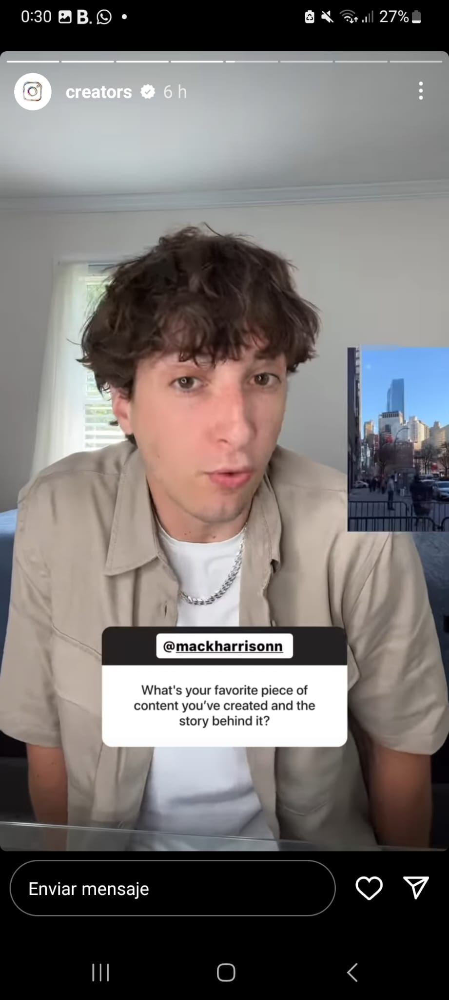 0:30 B. 27%
creators 6 h
@mackharrisonn
What's your favorite piece of
content you've created and the
story behind it?
Enviar mensaje